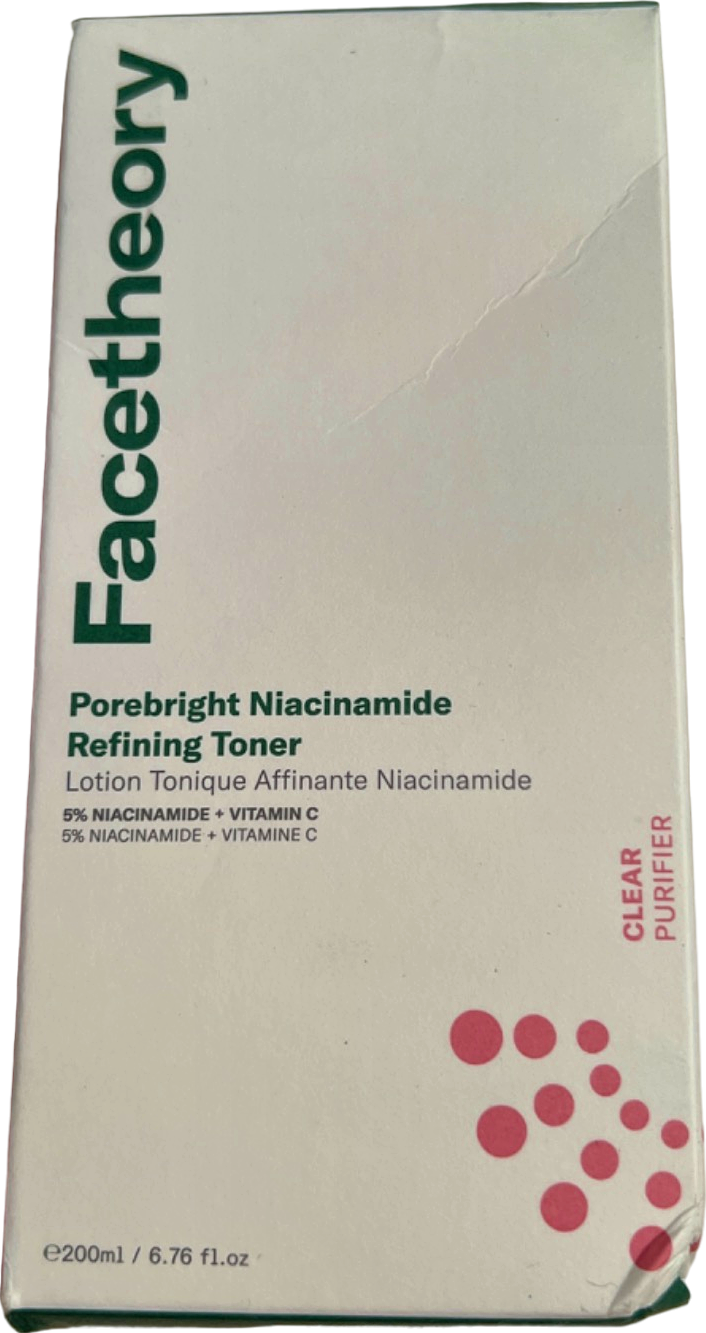 Facetheory
Porebright Niacinamide
Refining Toner
Lotion Tonique Affinante Niacinamide
5% NIACINAMIDE + VITAMIN C
5% NIACINAMIDE + VITAMINE C
CLEAR
PURIFIER
℮200ml / 6.76 fl.oz